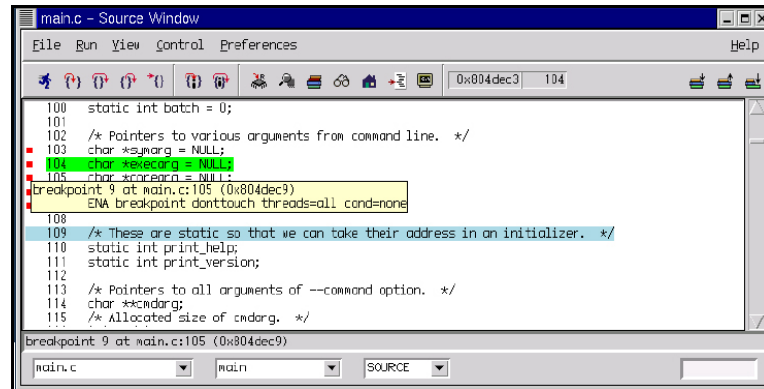 main.c - Source Window
File Run View Control Preferences Help
0x804dec3 104
100 static int batch = 0;
101
102 /* Pointers to various arguments from command line. */
103 char *symarg = NULL;
104 char *execarg = NULL;
105 char *corearg = NULL;
breakpoint 9 at main.c:105 (0x804dec9)
ENA breakpoint donttouch threads=all cond=none
108
109 /* These are static so that we can take their address in an initializer. */
110 static int print_help;
111 static int print_version;
112
113 /* Pointers to all arguments of --command option. */
114 char **cmdarg;
115 /* Allocated size of cmdarg. */
breakpoint 9 at main.c:105 (0x804dec9)
main.c main SOURCE